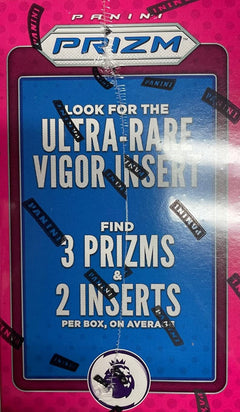 PANINI
PRIZM
LOOK FOR THE
ULTRA-RARE
VIGOR INSERT
FIND
3 PRIZMS
&
2 INSERTS
PER BOX, ON AVERAGE